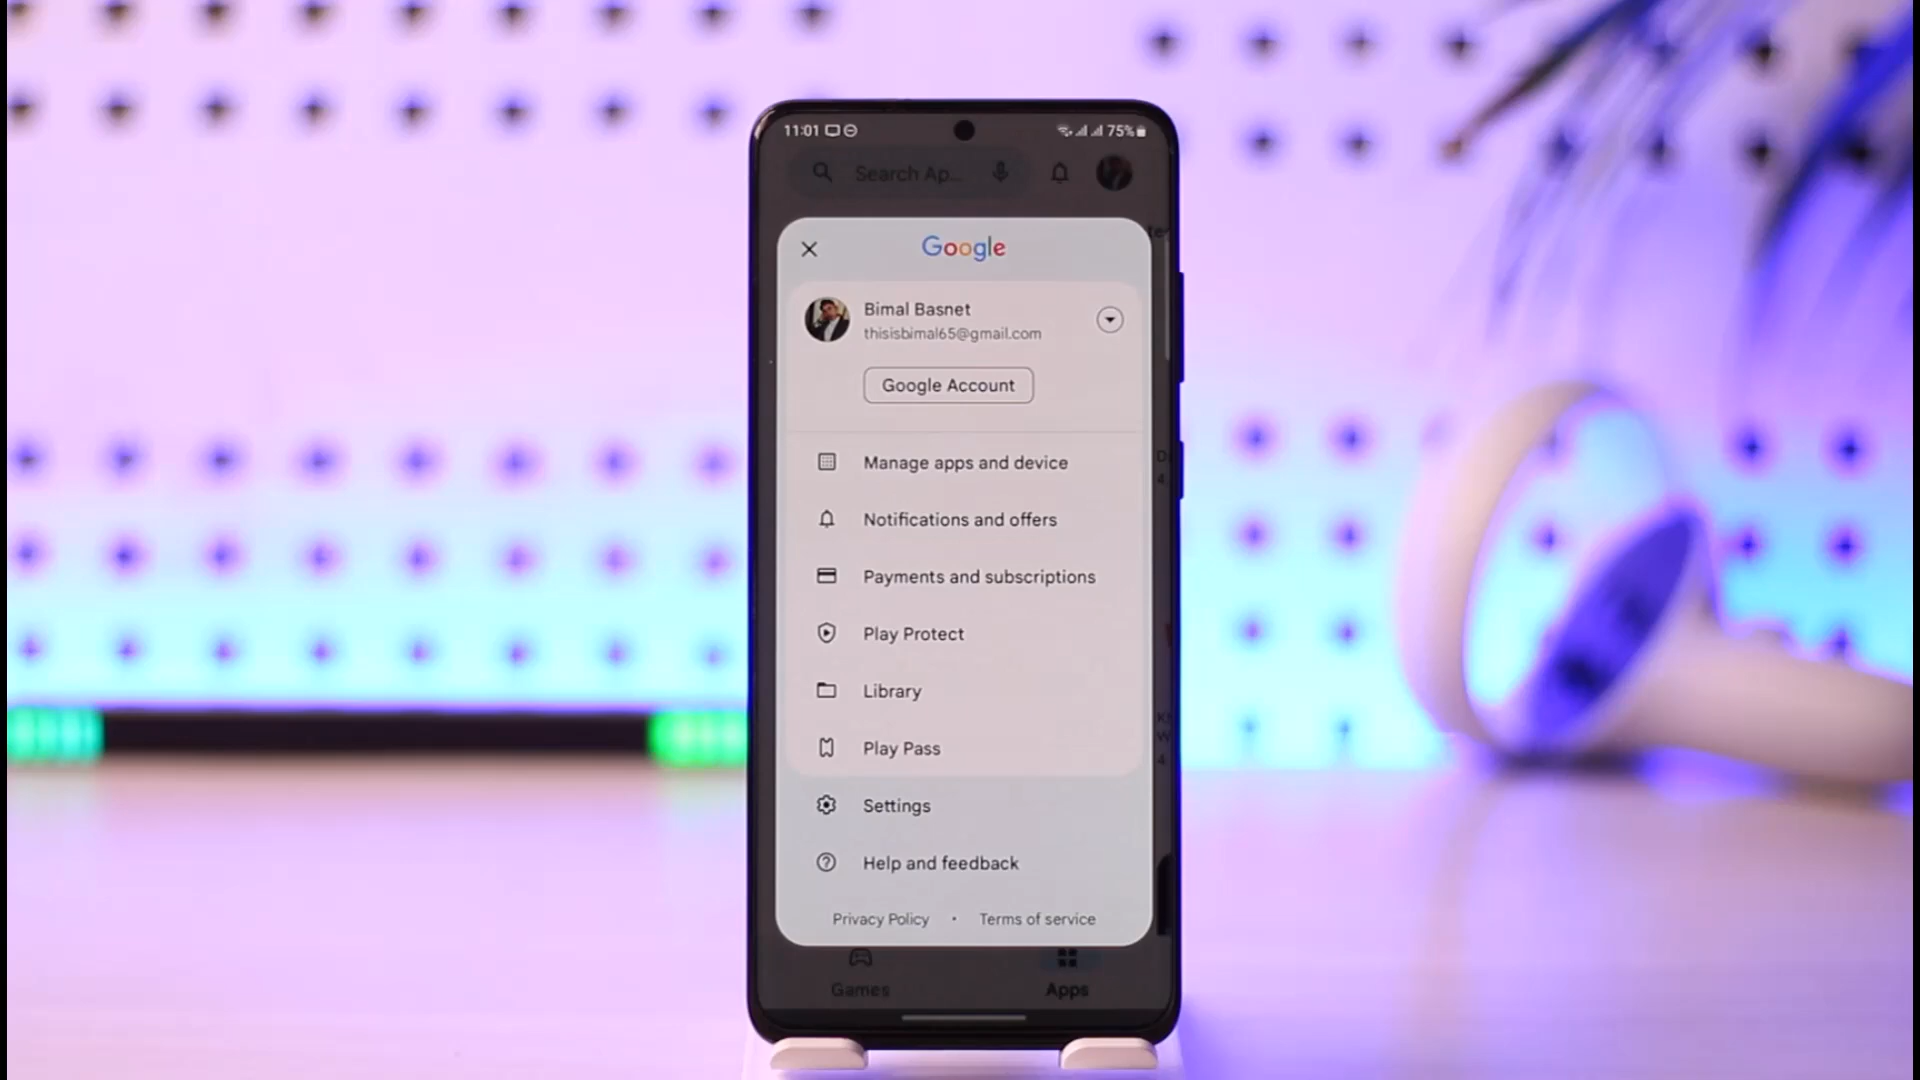 11:01 75%
Search Ap...
Google
Bimal Basnet
thisisbimal65@gmail.com
Google Account
Manage apps and device
Notifications and offers
Payments and subscriptions
Play Protect
Library
Play Pass
Settings
Help and feedback
Privacy Policy • Terms of service
Games Apps